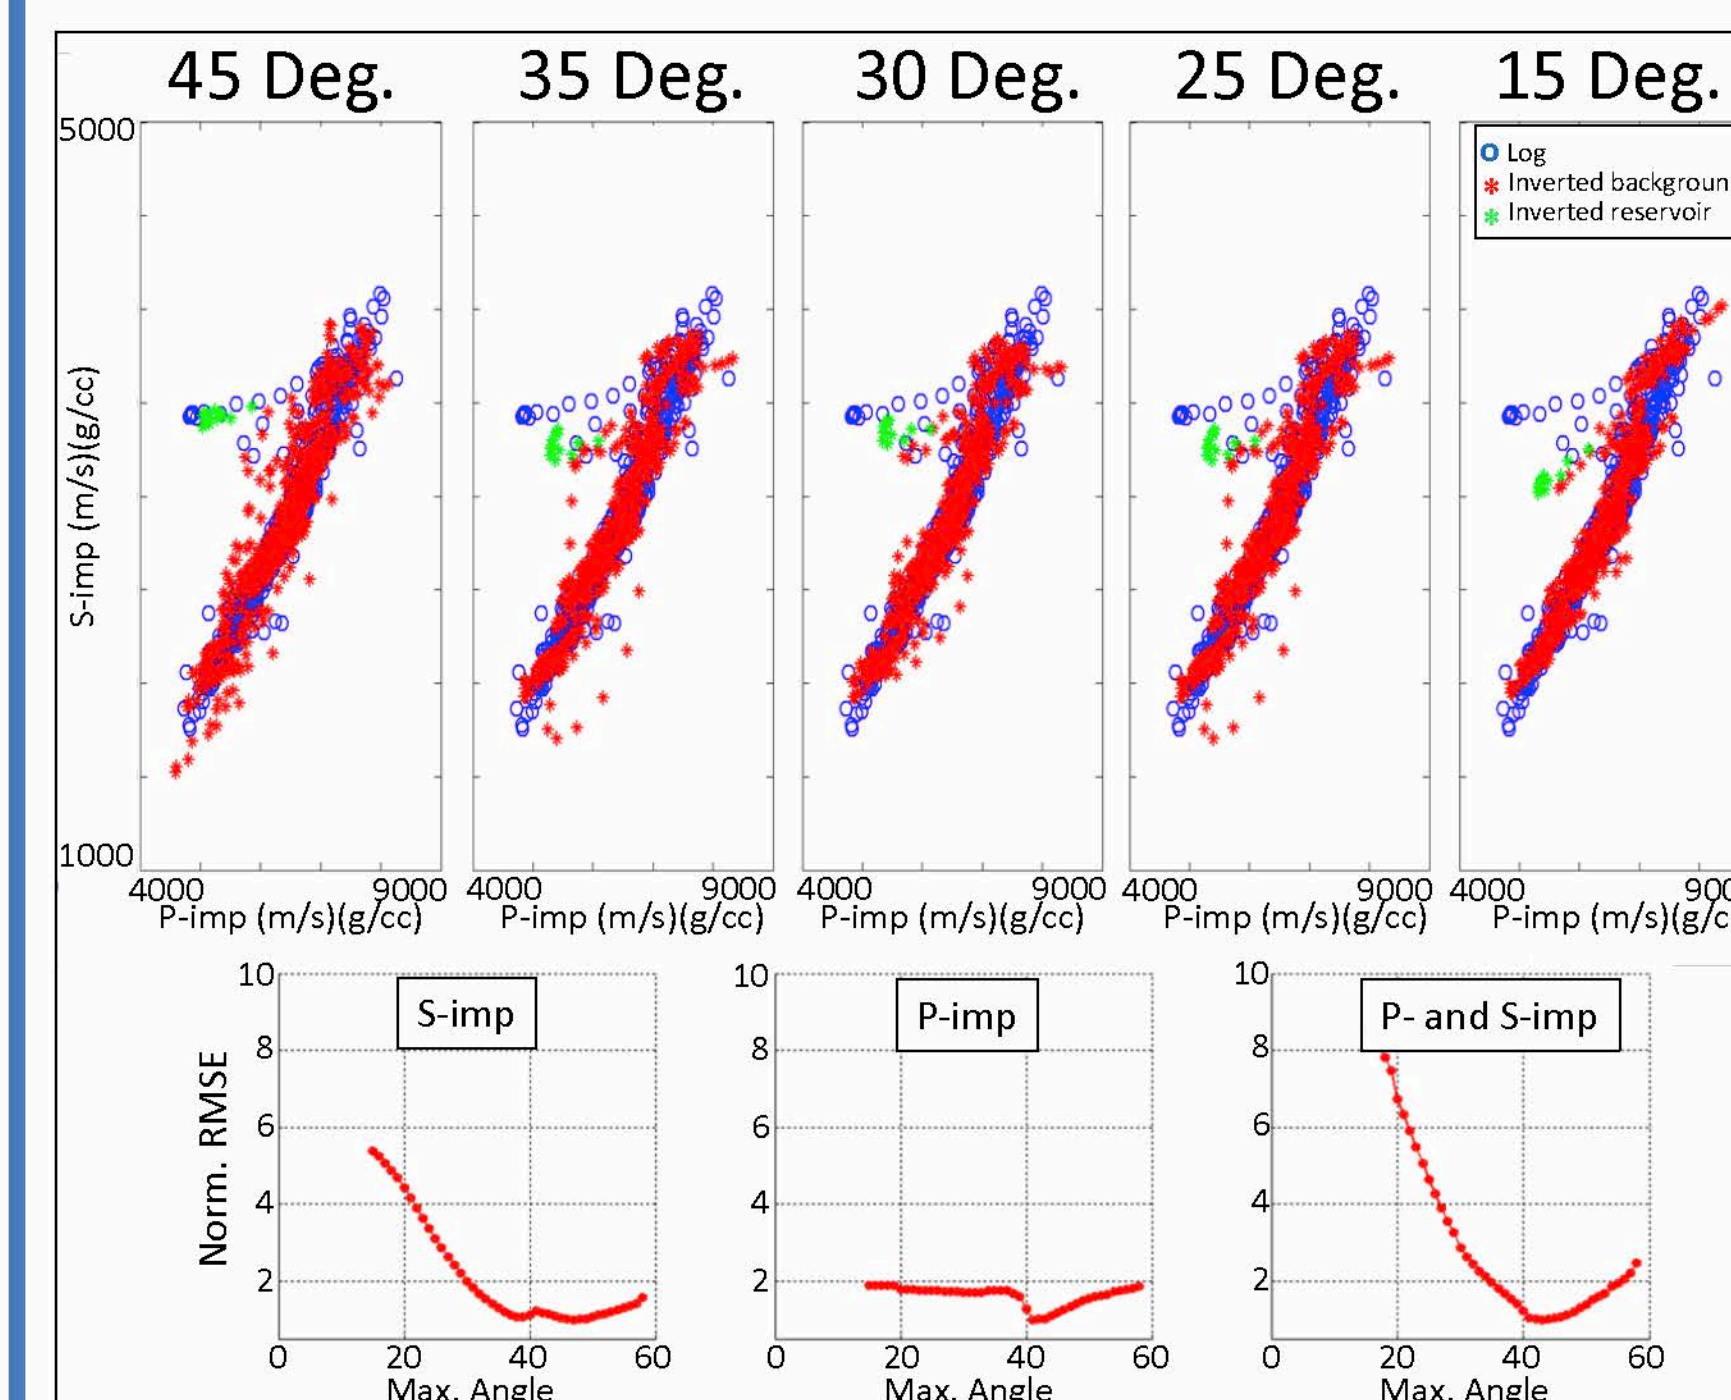 45 Deg. 35 Deg. 30 Deg. 25 Deg. 15 Deg.
5000
Log
Inverted backgroun
Inverted reservoir
S-imp (m/s)(g/cc)
1000
4000 9000 4000 9000 4000 9000 4000 9000 4000 900
P-imp (m/s)(g/cc) P-imp (m/s)(g/cc) P-imp (m/s)(g/cc) P-imp (m/s)(g/cc) P-imp (m/s)(g/c
S-imp
Norm. RMSE
10
8
6
4
2
0 20 40 60
Max. Angle
P-imp
10
8
6
4
2
0 20 40 60
Max. Angle
P- and S-imp
10
8
6
4
2
0 20 40 60
Max. Angle